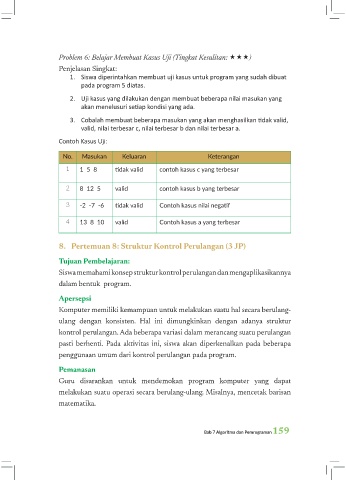 Problem 6: Belajar Membuat Kasus Uji (Tingkat Kesulitan: ★★★)
Penjelasan Singkat:
1. Siswa diperintahkan membuat uji kasus untuk program yang sudah dibuat
pada program 5 diatas.
2. Uji kasus yang dilakukan dengan membuat beberapa nilai masukan yang
akan menelusuri setiap kondisi yang ada.
3. Cobalah membuat beberapa masukan yang akan menghasilkan tidak valid,
valid, nilai terbesar c, nilai terbesar b dan nilai terbesar a.
Contoh Kasus Uji:
No. Masukan Keluaran Keterangan
1 1 5 8 tidak valid contoh kasus c yang terbesar
2 8 12 5 valid contoh kasus b yang terbesar
3 -2 -7 -6 tidak valid Contoh kasus nilai negatif
4 13 8 10 valid Contoh kasus a yang terbesar
8. Pertemuan 8: Struktur Kontrol Perulangan (3 JP)
Tujuan Pembelajaran:
Siswa memahami konsep struktur kontrol perulangan dan mengaplikasikannya
dalam bentuk program.
Apersepsi
Komputer memiliki kemampuan untuk melakukan suatu hal secara berulang-
ulang dengan konsisten. Hal ini dimungkinkan dengan adanya struktur
kontrol perulangan. Ada beberapa variasi dalam merancang suatu perulangan
pasti berhenti. Pada aktivitas ini, siswa akan diperkenalkan pada beberapa
penggunaan umum dari kontrol perulangan pada program.
Pemanasan
Guru disarankan untuk mendemokan program komputer yang dapat
melakukan suatu operasi secara berulang-ulang. Misalnya, mencetak barisan
matematika.
Bab 7 Algoritma dan Pemrograman 159